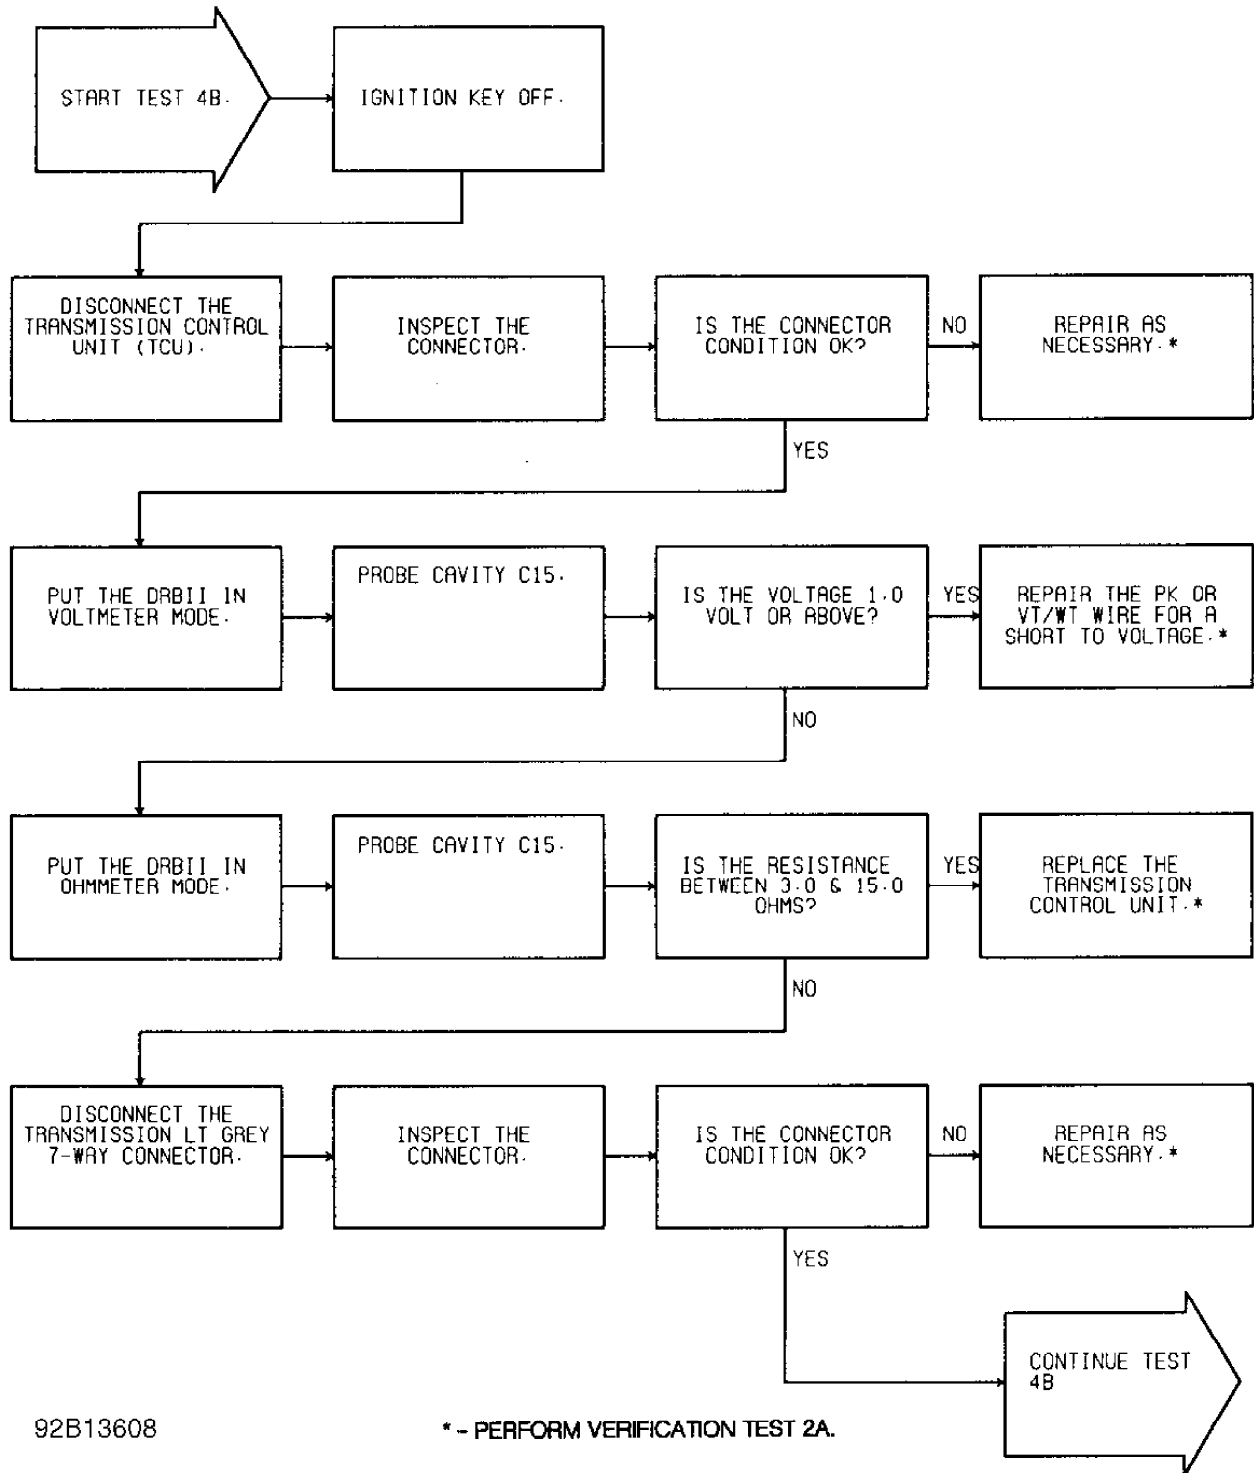 START TEST 4B.
IGNITION KEY OFF.
DISCONNECT THE
TRANSMISSION CONTROL
UNIT (TCU).
INSPECT THE
CONNECTOR.
IS THE CONNECTOR
CONDITION OK?
NO
REPAIR AS
NECESSARY.*
YES
PUT THE DRBII IN
VOLTMETER MODE.
PROBE CAVITY C15.
IS THE VOLTAGE 1.0
VOLT OR ABOVE?
YES
REPAIR THE PK OR
VT/WT WIRE FOR A
SHORT TO VOLTAGE.*
NO
PUT THE DRBII IN
OHMMETER MODE.
PROBE CAVITY C15.
IS THE RESISTANCE
BETWEEN 3.0 & 15.0
OHMS?
YES
REPLACE THE
TRANSMISSION
CONTROL UNIT.*
NO
DISCONNECT THE
TRANSMISSION LT GREY
7-WAY CONNECTOR.
INSPECT THE
CONNECTOR.
IS THE CONNECTOR
CONDITION OK?
NO
REPAIR AS
NECESSARY.*
YES
CONTINUE TEST
4B
92B13608
* - PERFORM VERIFICATION TEST 2A.